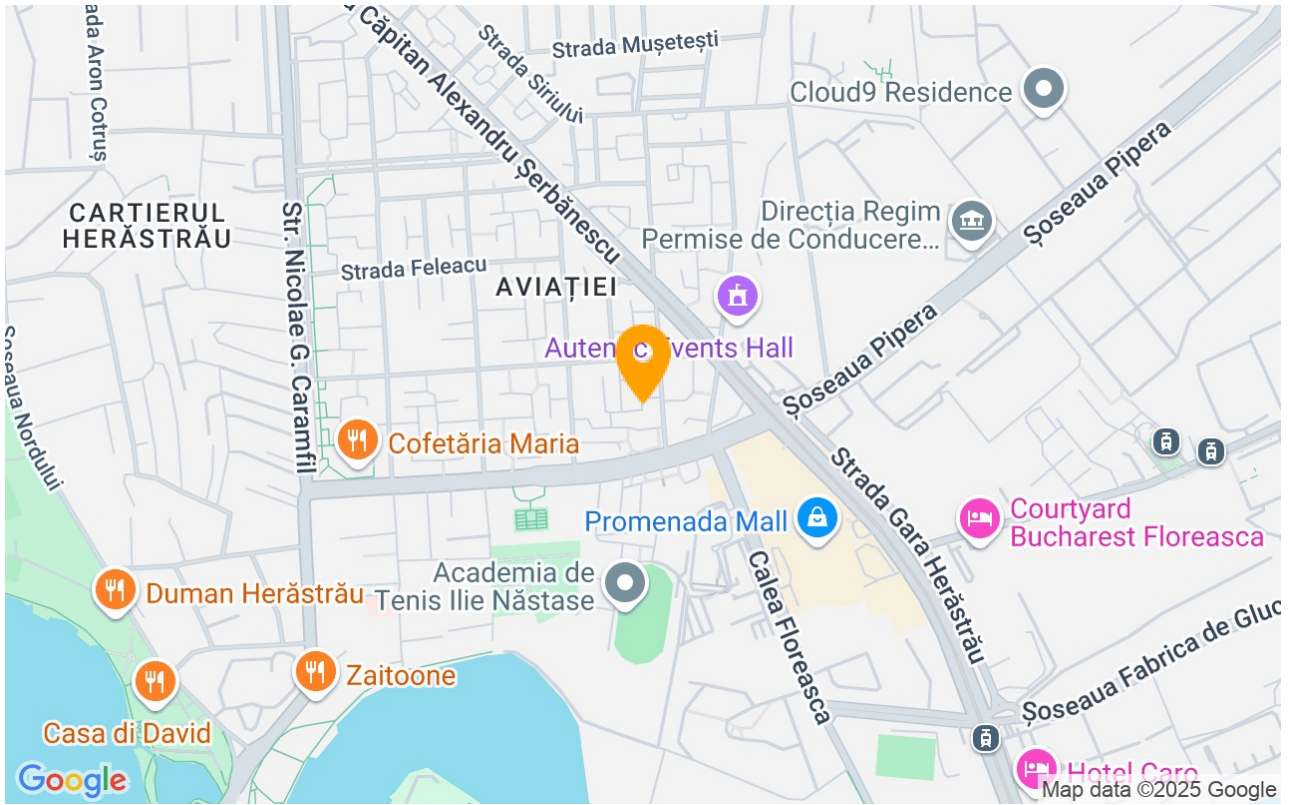 ada Aron Cotruș
Căpitan Alexandru Șerbănescu
Strada Siriului
Strada Mușetești
Cloud9 Residence
Șoseaua Pipera
CARTIERUL
HERĂSTRĂU
Str. Nicolae G. Caramfil
Direcția Regim
Permise de Conducere...
Strada Feleacu
AVIAȚIEI
Autentic Events Hall
Șoseaua Pipera
Șoseaua Nordului
Cofetăria Maria
Strada Gara Herăstrău
Promenada Mall
Courtyard
Bucharest Floreasca
Academia de
Tenis Ilie Năstase
Calea Floreasca
Duman Herăstrău
Zaitoone
Casa di David
Șoseaua Fabrica de Gluc
Hotel Caro
Google
Map data ©2025 Google